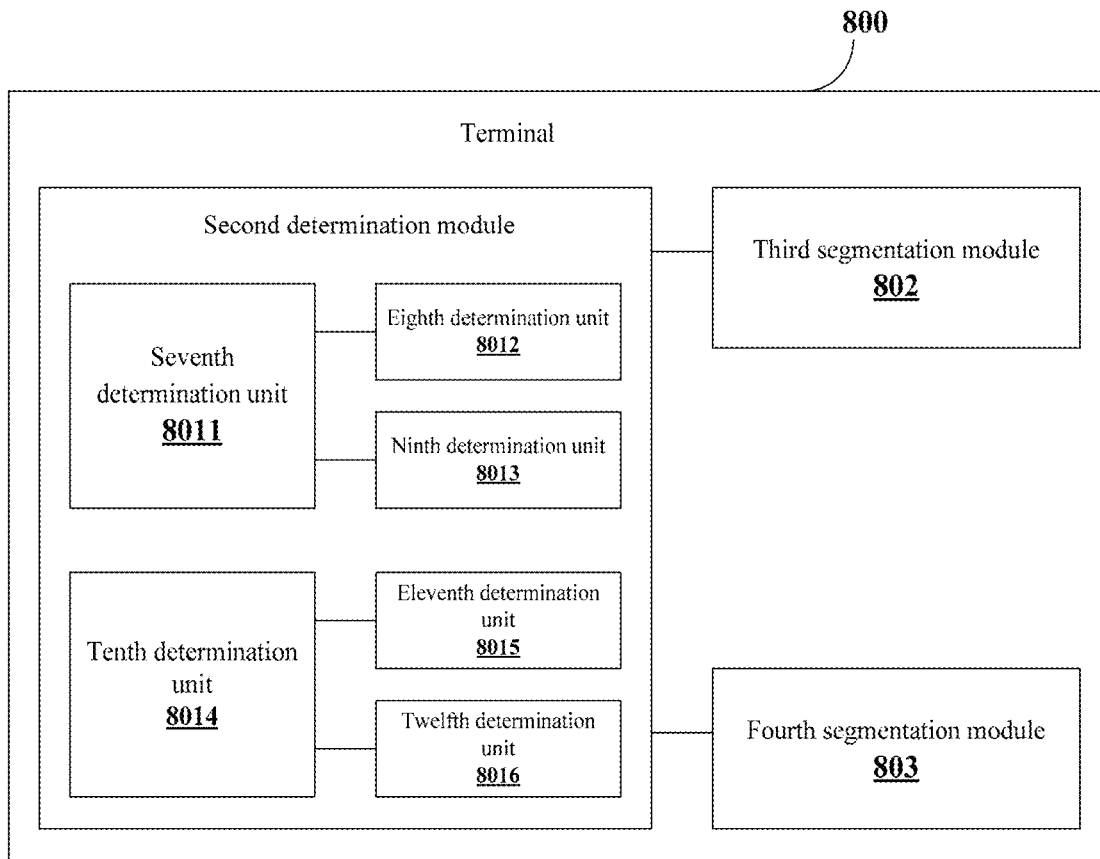 800
Terminal
Second determination module
Seventh
determination unit
8011
Eighth determination unit
8012
Ninth determination unit
8013
Tenth determination
unit
8014
Eleventh determination
unit
8015
Twelfth determination
unit
8016
Third segmentation module
802
Fourth segmentation module
803